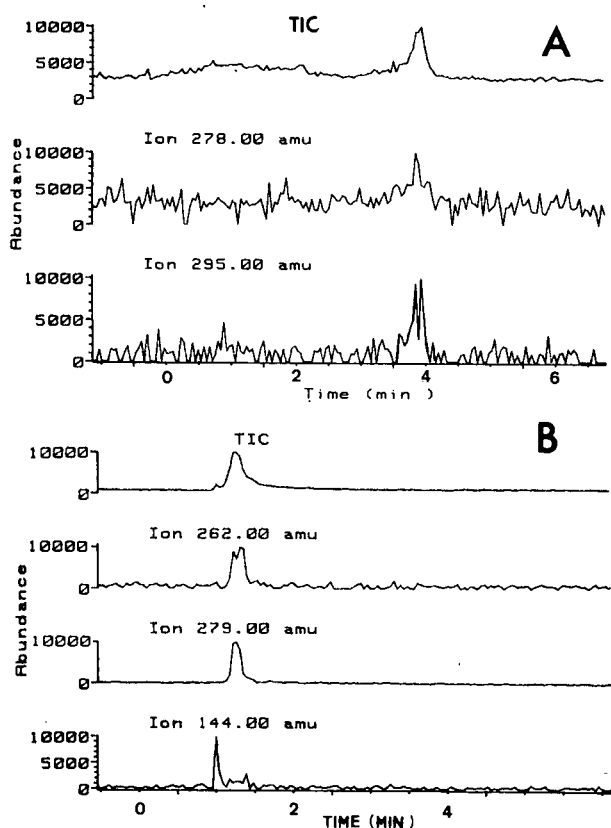 TIC
A
10000
5000
0
Ion 278.00 amu
10000
5000
0
Ion 295.00 amu
10000
5000
0
Abundance
0 2 4 6
Time (min )
TIC
B
10000
0
Ion 262.00 amu
10000
0
Ion 279.00 amu
10000
0
Ion 144.00 amu
10000
5000
0
Abundance
0 2 4
TIME (MIN)